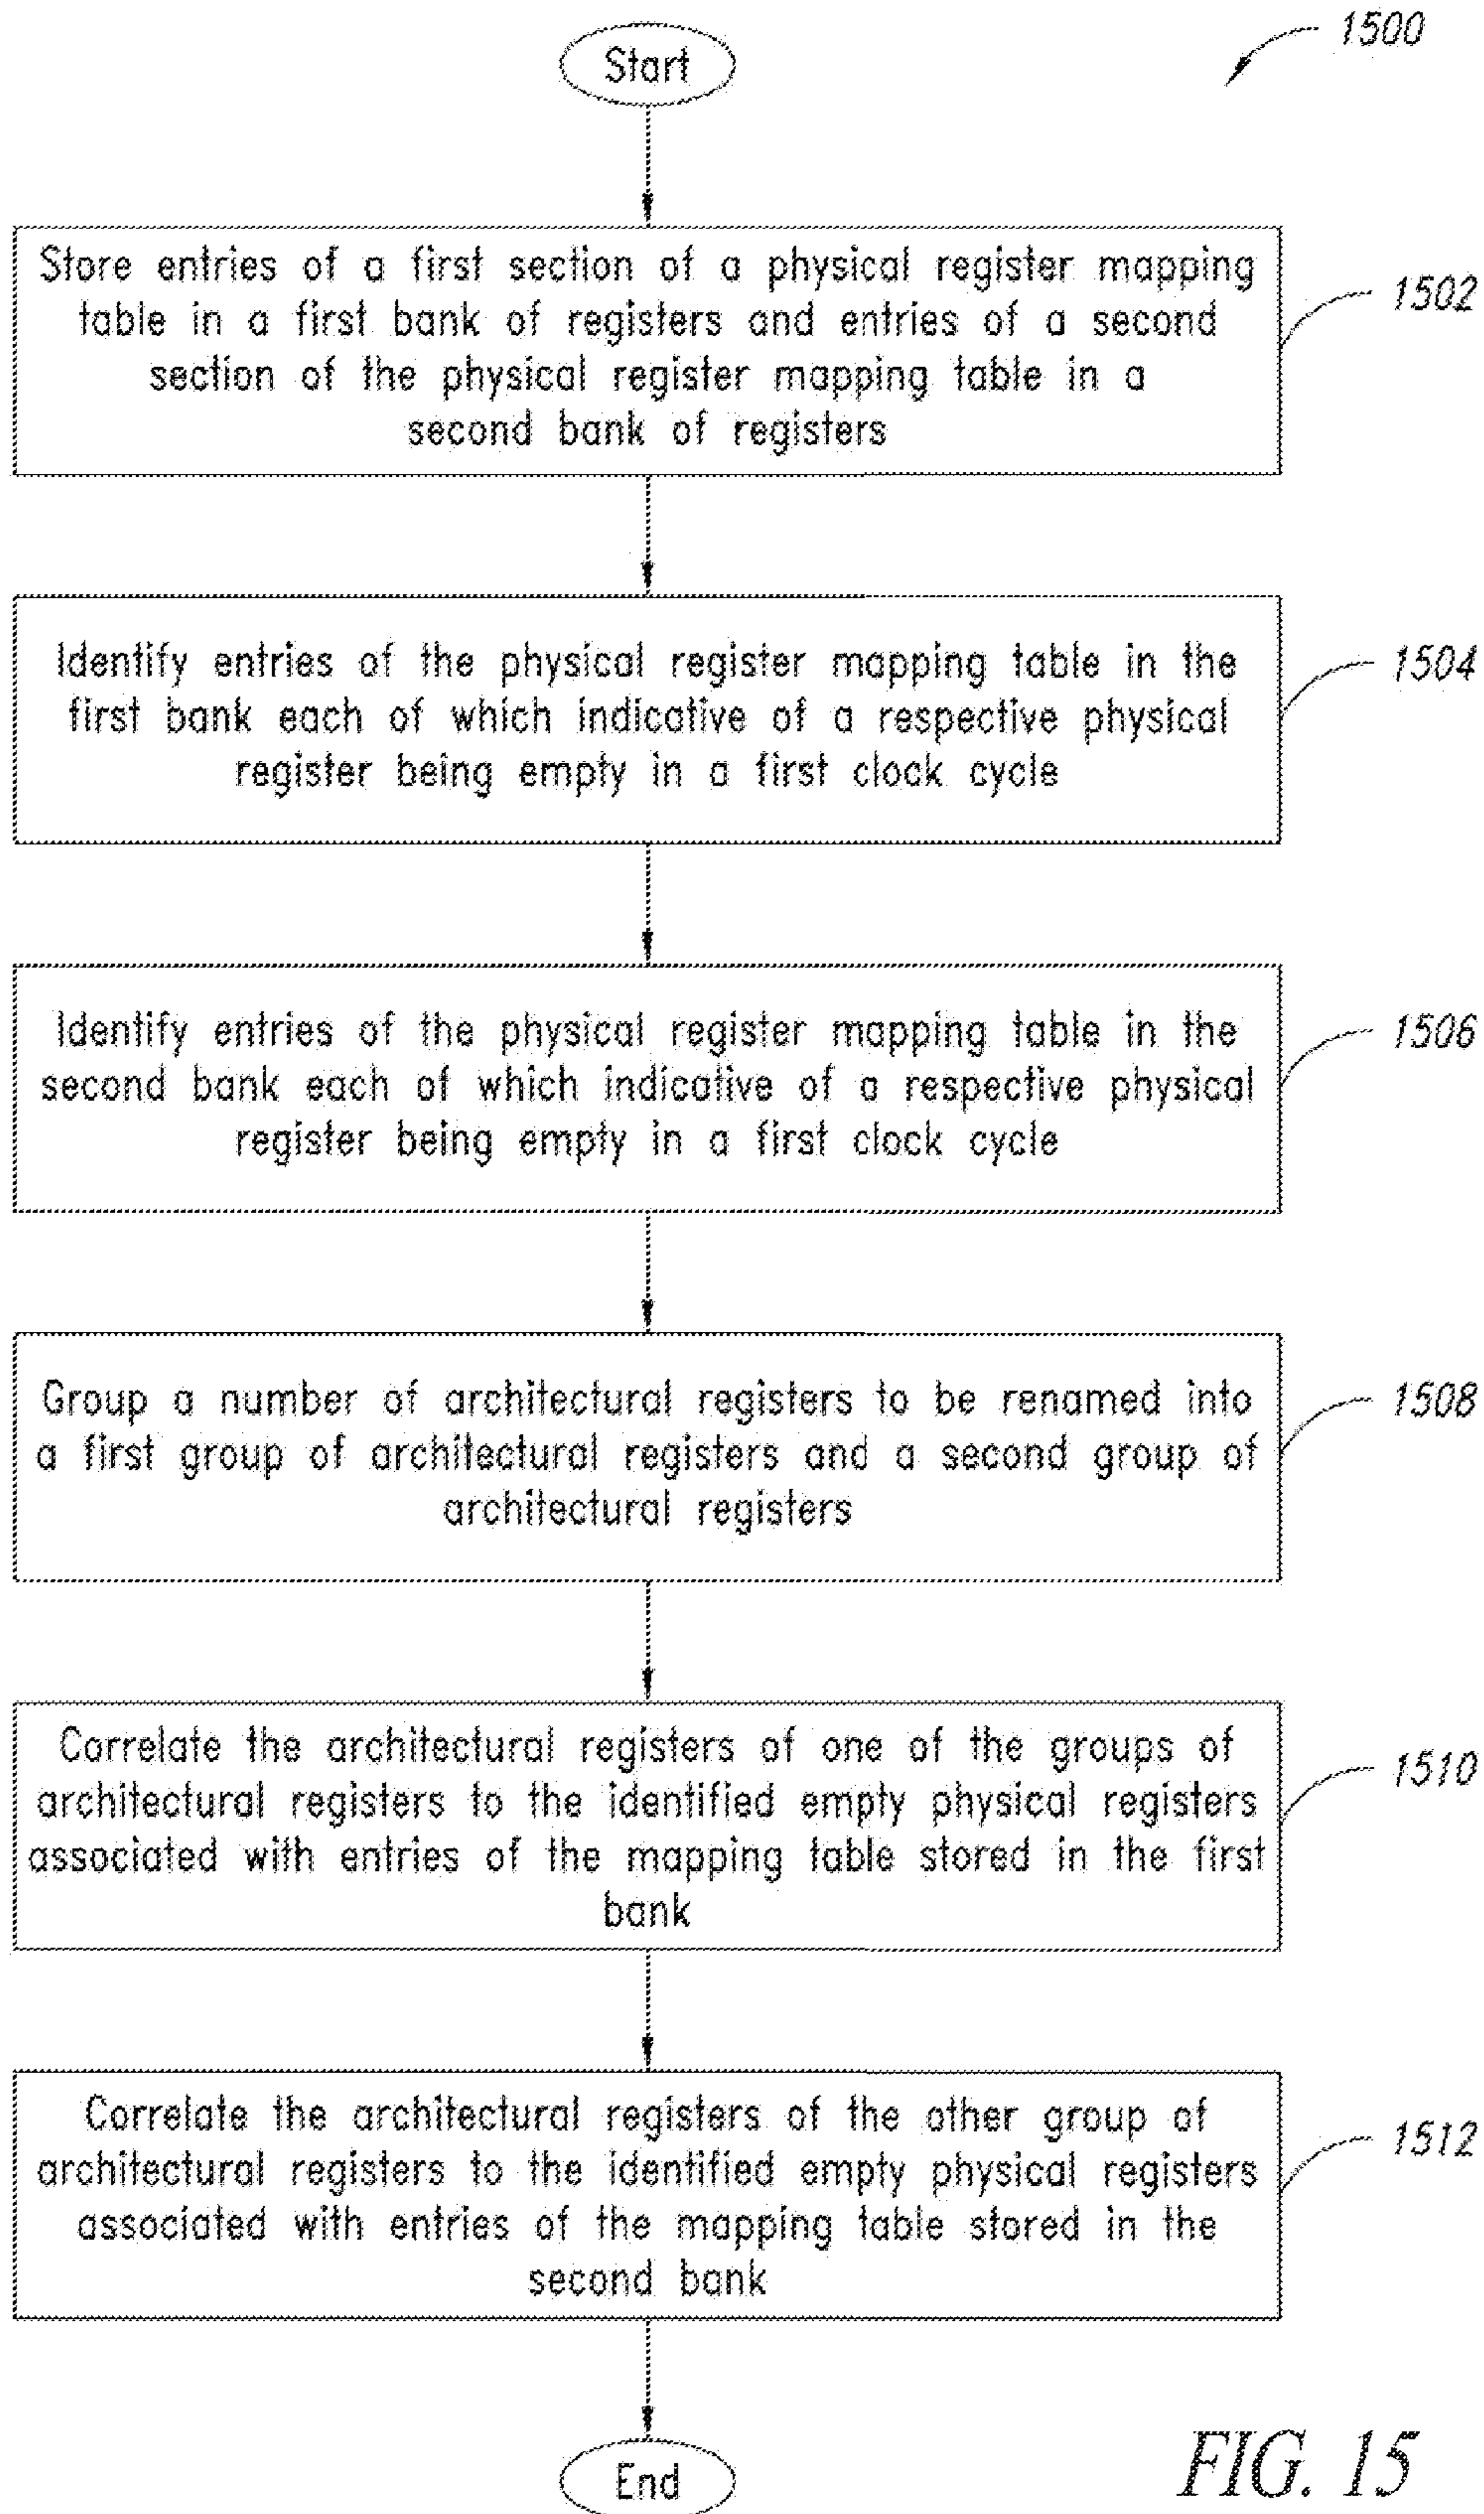 1500
Start
Store entries of a first section of a physical register mapping
table in a first bank of registers and entries of a second
section of the physical register mapping table in a
second bank of registers
1502
Identify entries of the physical register mapping table in the
first bank each of which indicative of a respective physical
register being empty in a first clock cycle
1504
Identify entries of the physical register mapping table in the
second bank each of which indicative of a respective physical
register being empty in a first clock cycle
1506
Group a number of architectural registers to be renamed into
a first group of architectural registers and a second group of
architectural registers
1508
Correlate the architectural registers of one of the groups of
architectural registers to the identified empty physical registers
associated with entries of the mapping table stored in the first
bank
1510
Correlate the architectural registers of the other group of
architectural registers to the identified empty physical registers
associated with entries of the mapping table stored in the
second bank
1512
End
FIG. 15